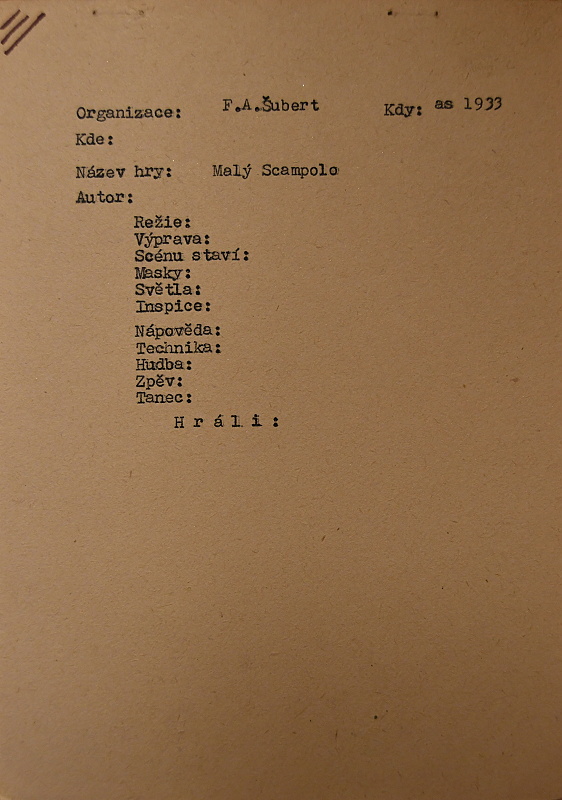 Organizace: F.A.Šubert Kdy: as 1933
Kde:
Název hry: Malý Scampolo
Autor:
Režie:
Výprava:
Scénu staví:
Masky:
Světla:
Inspice:
Nápověda:
Technika:
Hudba:
Zpěv:
Tanec:
H r á l i :